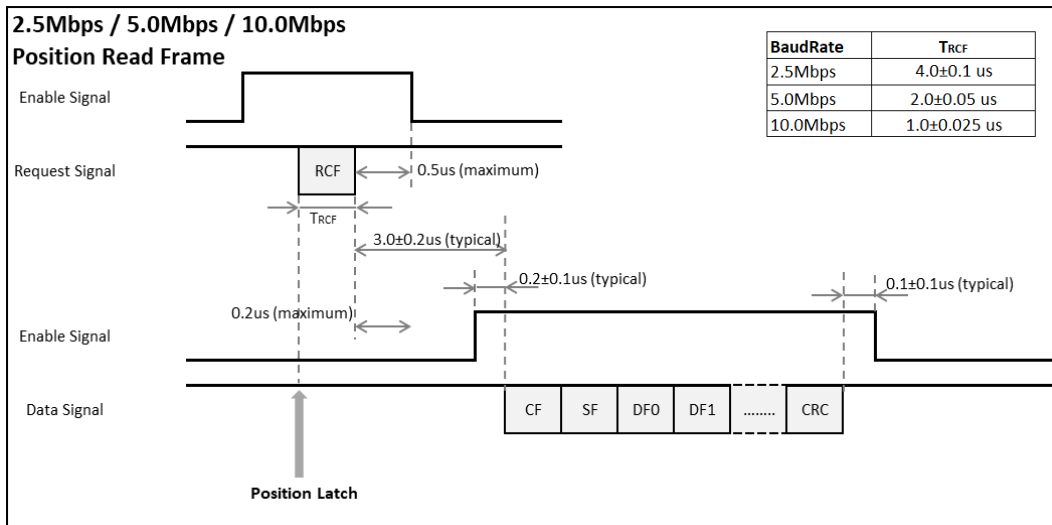 2.5Mbps / 5.0Mbps / 10.0Mbps
Position Read Frame
BaudRate TRCF
2.5Mbps 4.0±0.1 us
5.0Mbps 2.0±0.05 us
10.0Mbps 1.0±0.025 us
Enable Signal
Request Signal
RCF
0.5us (maximum)
TRCF
3.0±0.2us (typical)
0.2±0.1us (typical)
0.1±0.1us (typical)
0.2us (maximum)
Enable Signal
Data Signal
CF SF DF0 DF1 ........ CRC
Position Latch